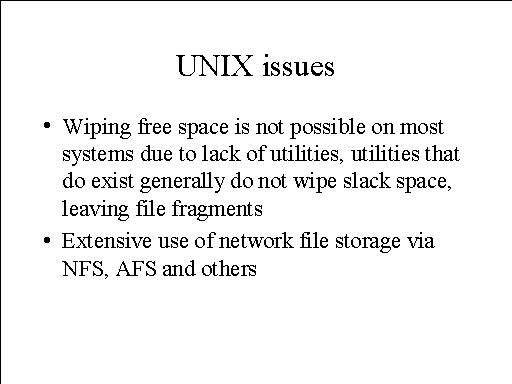 UNIX issues
• Wiping free space is not possible on most
systems due to lack of utilities, utilities that
do exist generally do not wipe slack space,
leaving file fragments
• Extensive use of network file storage via
NFS, AFS and others